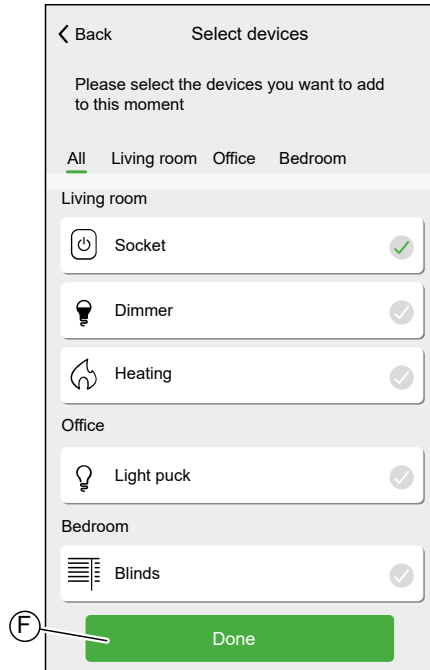 Back Select devices
Please select the devices you want to add
to this moment
All Living room Office Bedroom
Living room
Socket
Dimmer
Heating
Office
Light puck
Bedroom
Blinds
F
Done